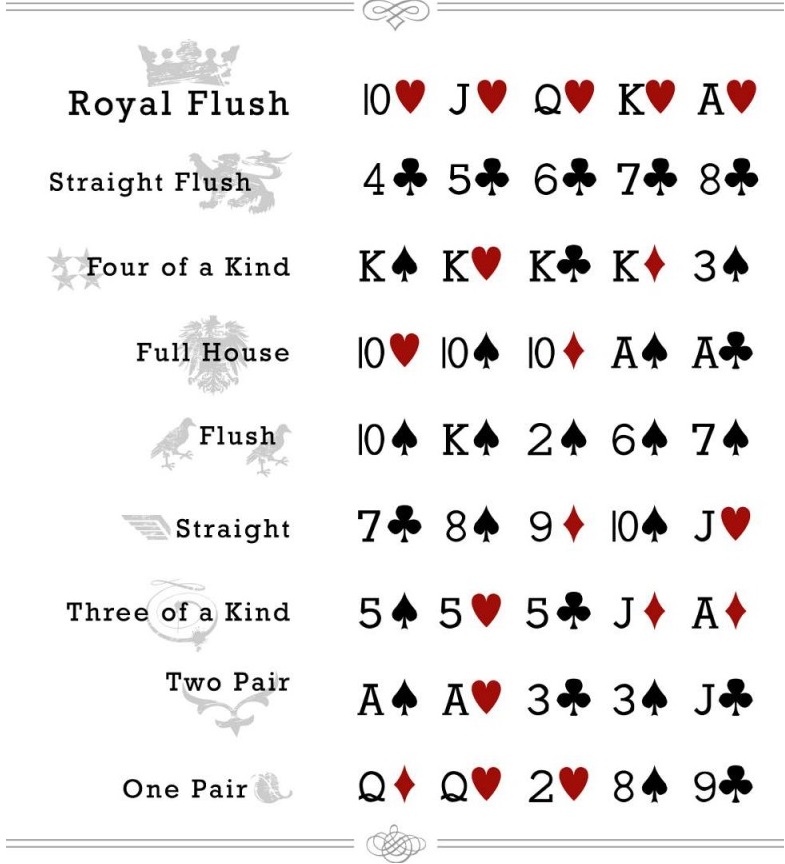 Royal Flush 10♥ J♥ Q♥ K♥ A♥
Straight Flush 4♣ 5♣ 6♣ 7♣ 8♣
Four of a Kind K♠ K♥ K♣ K♦ 3♠
Full House 10♥ 10♠ 10♦ A♠ A♣
Flush 10♠ K♠ 2♠ 6♠ 7♠
Straight 7♣ 8♠ 9♦ 10♠ J♥
Three of a Kind 5♠ 5♥ 5♣ J♦ A♦
Two Pair A♠ A♥ 3♣ 3♠ J♣
One Pair Q♦ Q♥ 2♥ 8♠ 9♣